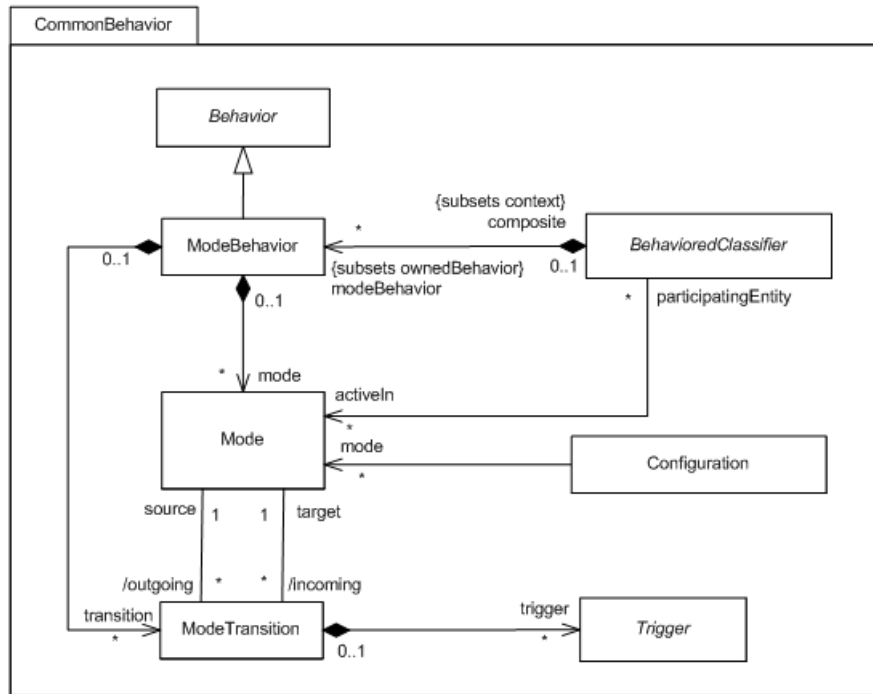 CommonBehavior
Behavior
{subsets context}
composite
*
ModeBehavior
BehavioredClassifier
0..1
{subsets ownedBehavior}
0..1
modeBehavior
0..1
*
participatingEntity
*
mode
activeIn
*
Mode
mode
*
Configuration
source
1
1
target
/outgoing
*
*
/incoming
transition
*
ModeTransition
trigger
*
0..1
Trigger